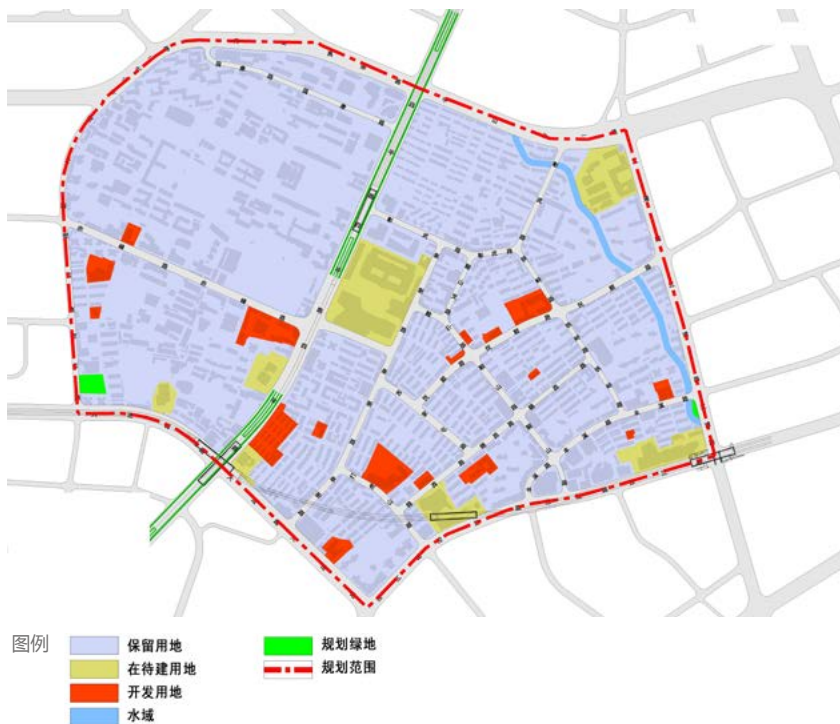 图例
保留用地
规划绿地
在待建用地
规划范围
开发用地
水域